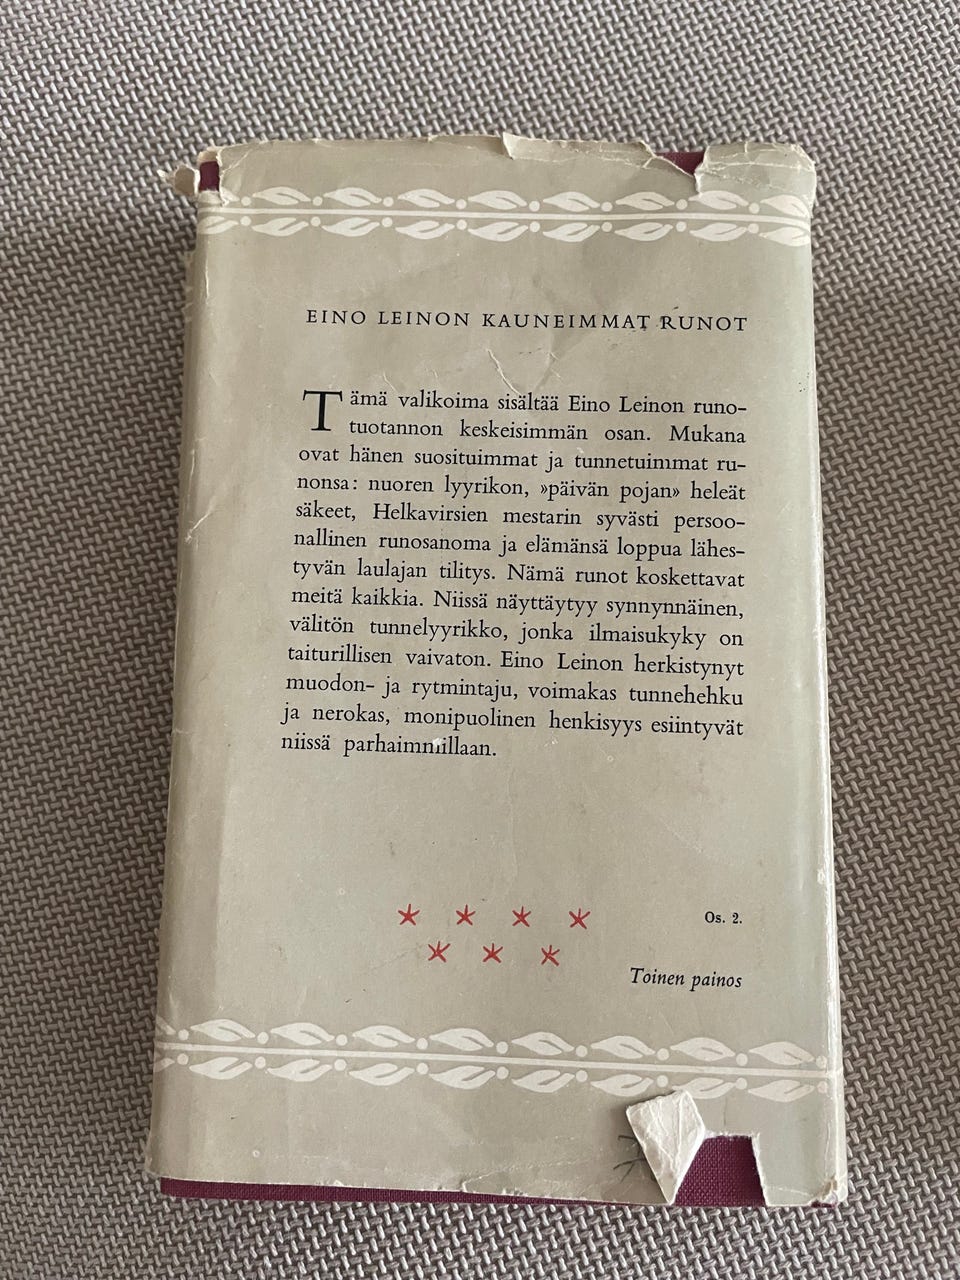 EINO LEINON KAUNEIMMAT RUNOT
Tämä valikoima sisältää Eino Leinon runo-
tuotannon keskeisimmän osan. Mukana
ovat hänen suosituimmat ja tunnetuimmat ru-
nonsa: nuoren lyyrikon, »päivän pojan» heleät
säkeet, Helkavirsien mestarin syvästi persoo-
nallinen runosanoma ja elämänsä loppua lähes-
tyvän laulajan tilitys. Nämä runot koskettavat
meitä kaikkia. Niissä näyttäytyy synnynnäinen,
välitön tunnelyyrikko, jonka ilmaisukyky on
taiturillisen vaivaton. Eino Leinon herkistynyt
muodon- ja rytmintaju, voimakas tunnehehku
ja nerokas, monipuolinen henkisyys esiintyvät
niissä parhaimmillaan.
Os. 2.
Toinen painos